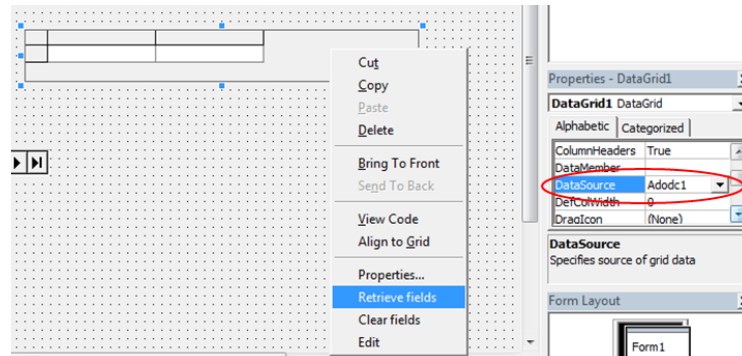 Cut
Copy
Paste
Delete
Bring To Front
Send To Back
View Code
Align to Grid
Properties...
Retrieve fields
Clear fields
Edit
Properties - DataGrid1
DataGrid1 DataGrid
Alphabetic Categorized
ColumnHeaders True
DataMember
DataSource Adodc1
DefColWidth 0
DragIcon (None)
DataSource
Specifies source of grid data
Form Layout
Form1